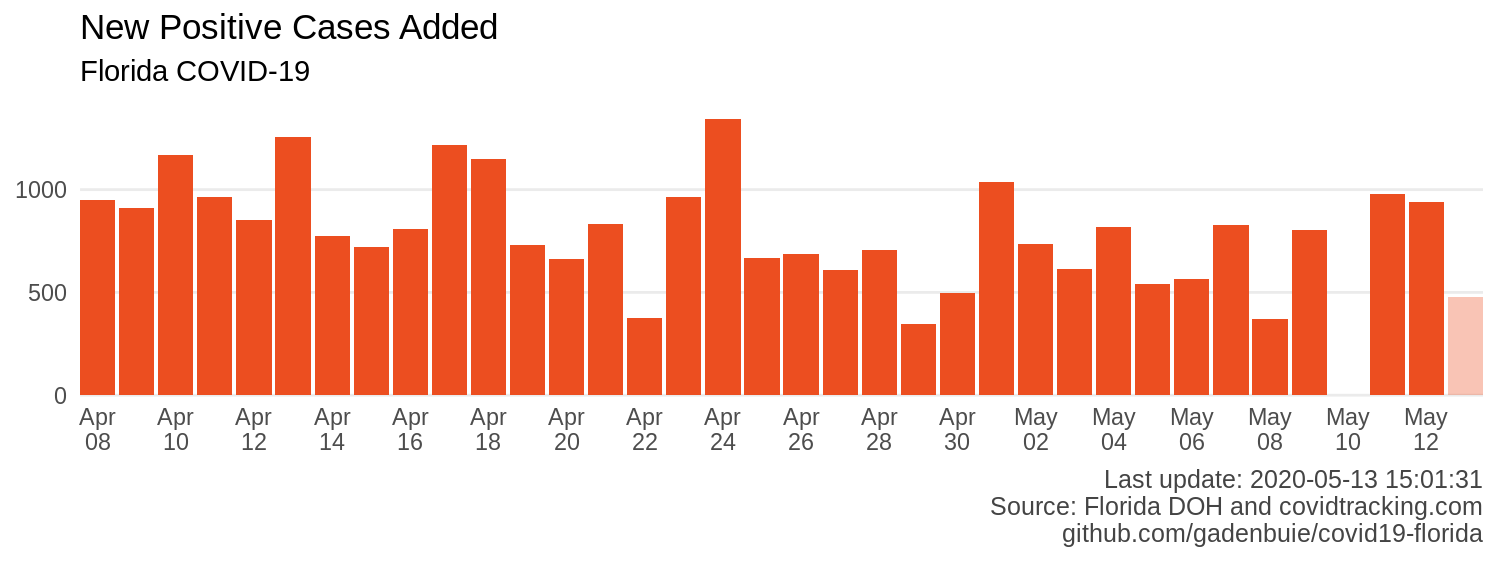 New Positive Cases Added
Florida COVID-19
1000
500
0
Apr Apr Apr Apr Apr Apr Apr Apr Apr Apr Apr Apr May May May May May May
08 10 12 14 16 18 20 22 24 26 28 30 02 04 06 08 10 12
Last update: 2020-05-13 15:01:31
Source: Florida DOH and covidtracking.com
github.com/gadenbuie/covid19-florida